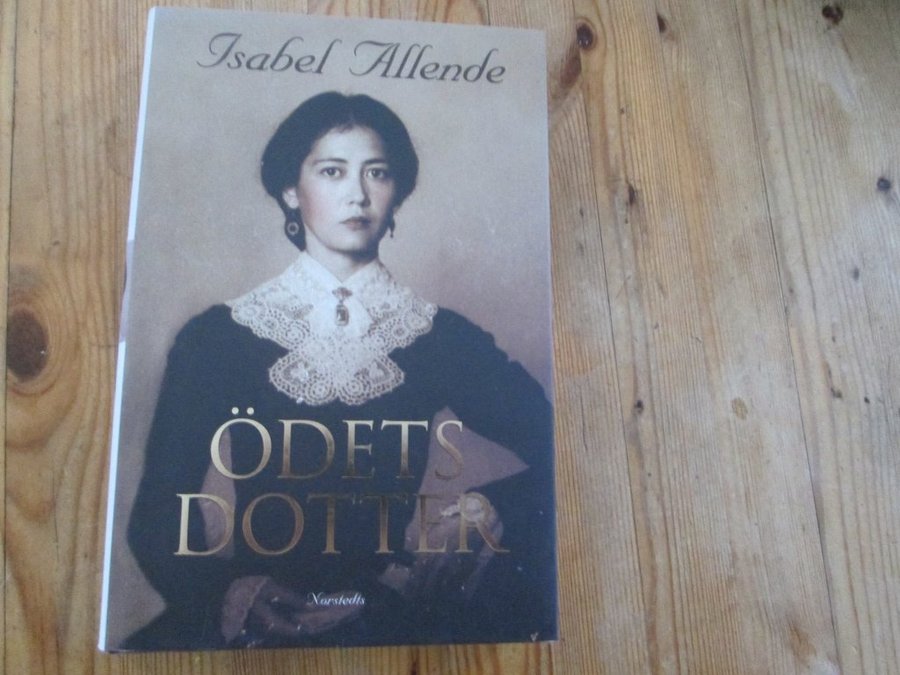 Isabel Allende
ÖDETS
DOTTER
Norstedts